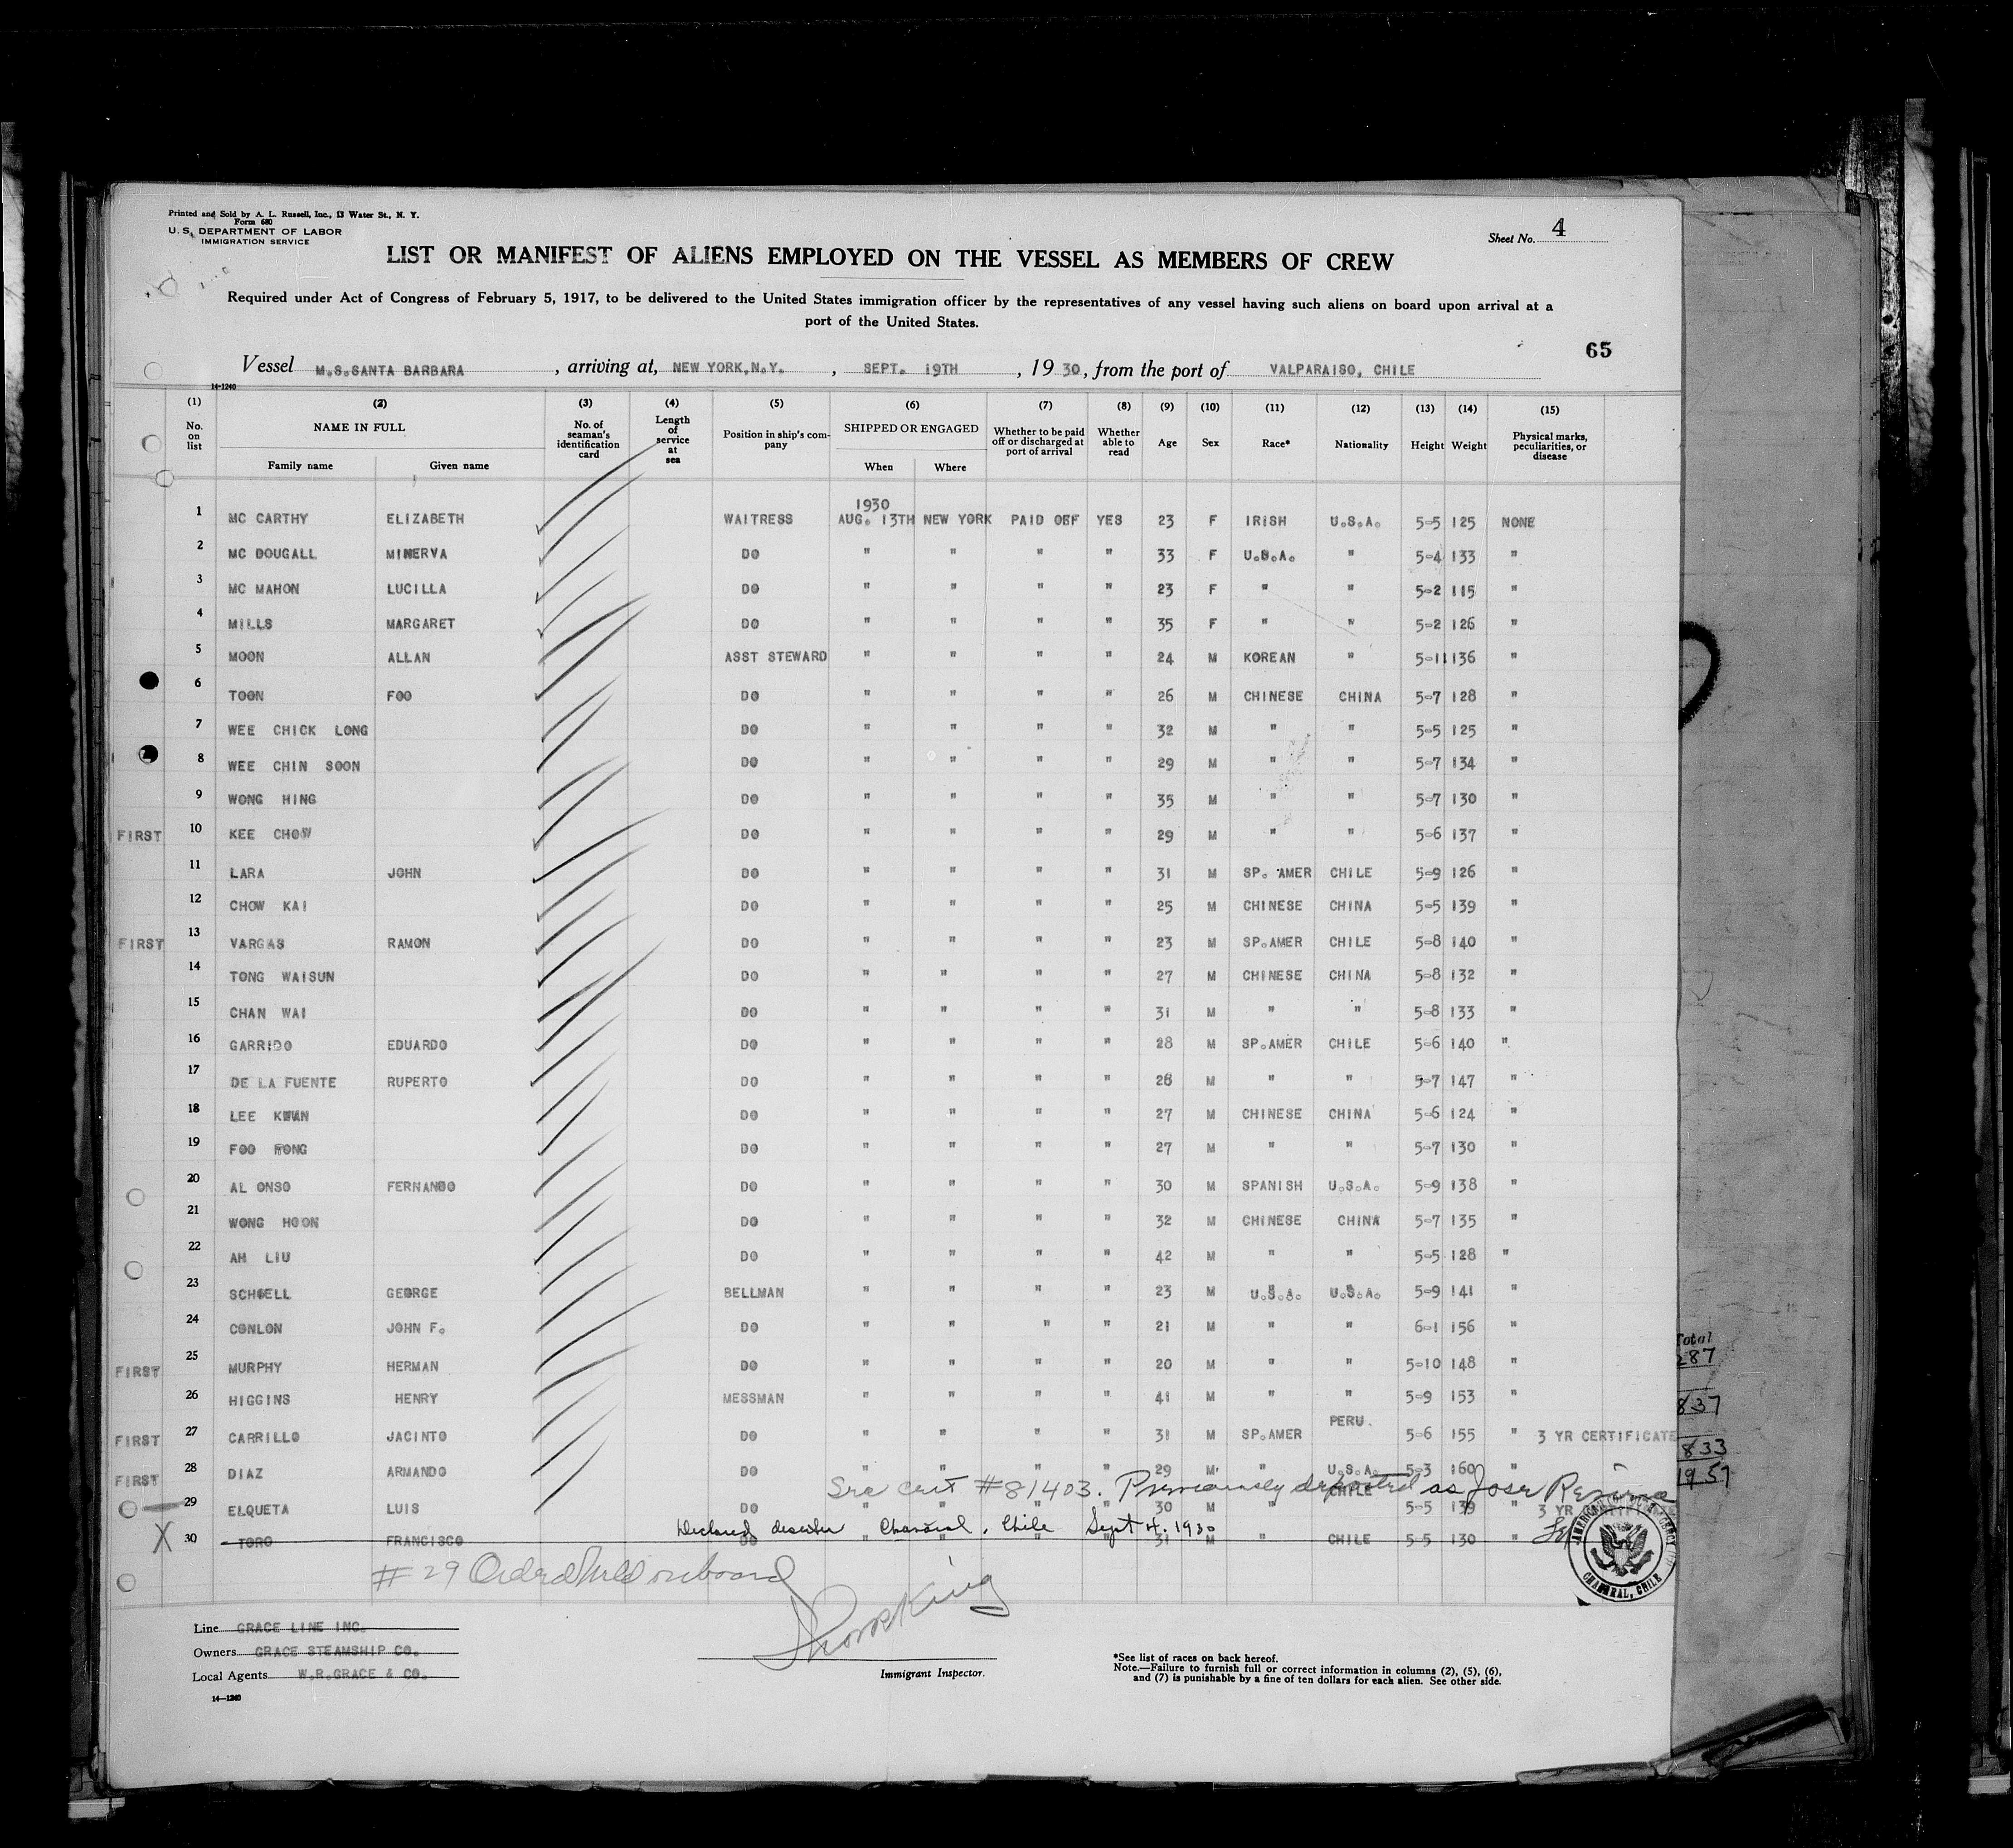 Printed and Sold by A. L. Russell, Inc., 13 Water St., N. Y.
Form 680
U. S. DEPARTMENT OF LABOR
IMMIGRATION SERVICE
Sheet No. 4
LIST OR MANIFEST OF ALIENS EMPLOYED ON THE VESSEL AS MEMBERS OF CREW
Required under Act of Congress of February 5, 1917, to be delivered to the United States immigration officer by the representatives of any vessel having such aliens on board upon arrival at a
port of the United States.
65
Vessel M.S.SANTA BARBARA , arriving at, NEW YORK,N.Y. , SEPT. 19TH , 19 30, from the port of VALPARAISO, CHILE
14-1240
(1) (2) (3) (4) (5) (6) (7) (8) (9) (10) (11) (12) (13) (14) (15)
No. on list NAME IN FULL Family name Given name No. of seaman's identification card Length of service at sea Position in ship's company SHIPPED OR ENGAGED When Where Whether to be paid off or discharged at port of arrival Whether able to read Age Sex Race* Nationality Height Weight Physical marks, peculiarities, or disease
1930
1 MC CARTHY ELIZABETH WAITRESS AUG. 13TH NEW YORK PAID OFF YES 23 F IRISH U.S.A. 5-5 125 NONE
2 MC DOUGALL MINERVA DO " " " " 33 F U.S.A. " 5-4 133 "
3 MC MAHON LUCILLA DO " " " " 23 F " " 5-2 115 "
4 MILLS MARGARET DO " " " " 35 F " " 5-2 126 "
5 MOON ALLAN ASST STEWARD " " " " 24 M KOREAN " 5-11 136 "
6 TOON FOO DO " " " " 26 M CHINESE CHINA 5-7 128 "
7 WEE CHICK LONG DO " " " " 32 M " " 5-5 125 "
8 WEE CHIN SOON DO " " " " 29 M " " 5-7 134 "
9 WONG HING DO " " " " 35 M " " 5-7 130 "
FIRST 10 KEE CHOW DO " " " " 29 M " " 5-6 137 "
11 LARA JOHN DO " " " " 31 M SP. AMER CHILE 5-9 126 "
12 CHOW KAI DO " " " " 25 M CHINESE CHINA 5-5 139 "
FIRST 13 VARGAS RAMON DO " " " " 23 M SP.AMER CHILE 5-8 140 "
14 TONG WAISUN DO " " " " 27 M CHINESE CHINA 5-8 132 "
15 CHAN WAI DO " " " " 31 M " " 5-8 133 "
16 GARRIDO EDUARDO DO " " " " 28 M SP.AMER CHILE 5-6 140 "
17 DE LA FUENTE RUPERTO DO " " " " 28 M " " 5-7 147 "
18 LEE KWAN DO " " " " 27 M CHINESE CHINA 5-6 124 "
19 FOO DO " " " " 27 M " " 5-7 130 "
20 AL ONSO FERNANDO DO " " " " 30 M SPANISH U.S.A. 5-9 138 "
21 WONG HOON DO " " " " 32 M CHINESE CHINA 5-7 135 "
22 AH LIU DO " " " " 42 M " " 5-5 128 "
23 SCHOELL GEORGE BELLMAN " " " " 23 M U.S.A. U.S.A. 5-9 141 "
24 CONLON JOHN F. DO " " " " 21 M " " 6-1 156 "
FIRST 25 MURPHY HERMAN DO " " " " 20 M " " 5-10 148 "
26 HIGGINS HENRY MESSMAN " " " " 41 M " " 5-9 153 "
FIRST 27 CARRILLO JACINTO DO " " " " 31 M SP.AMER PERU. 5-6 155 " 3 YR CERTIFICATE
FIRST 28 DIAZ ARMANDO DO " " " " 29 M " U.S.A. 5-3 160 "
See cert #81403. Previously deported as Jose
29 ELQUETA LUIS DO " " " " 30 M " CHILE 5-5 139 " 3 YR
Declared deserter Chanaral, Chile Sept 4. 1930
X 30 TORO FRANCISCO DO " " " " 31 M " CHILE 5-5 130 "
AMERICAN CONSULAR AGENCY CHAÑARAL, CHILE
#29 Ordered held on board
Line GRACE LINE INC.
Owners GRACE STEAMSHIP CO.
Local Agents W.R.GRACE & CO.
14-1240
Immigrant Inspector.
*See list of races on back hereof.
Note.—Failure to furnish full or correct information in columns (2), (5), (6),
and (7) is punishable by a fine of ten dollars for each alien. See other side.
Total
287
837
833
1957